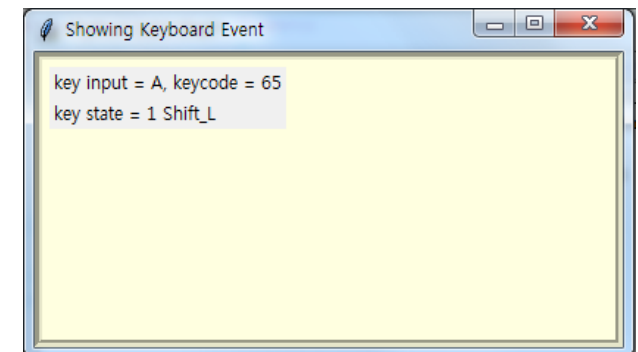 Showing Keyboard Event
key input = A, keycode = 65
key state = 1 Shift_L